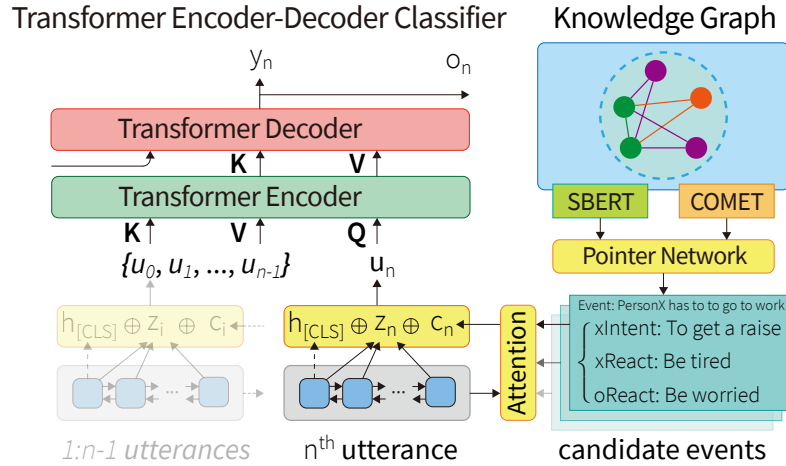 Transformer Encoder-Decoder Classifier
Knowledge Graph
yn
on
Transformer Decoder
K
V
Transformer Encoder
K
V
Q
{u0, u1, ..., un-1}
un
h[CLS] ⊕ zi ⊕ ci
h[CLS] ⊕ zn ⊕ cn
...
...
1:n-1 utterances
nth utterance
Attention
SBERT
COMET
Pointer Network
Event: PersonX has to to go to work
xIntent: To get a raise
xReact: Be tired
oReact: Be worried
candidate events